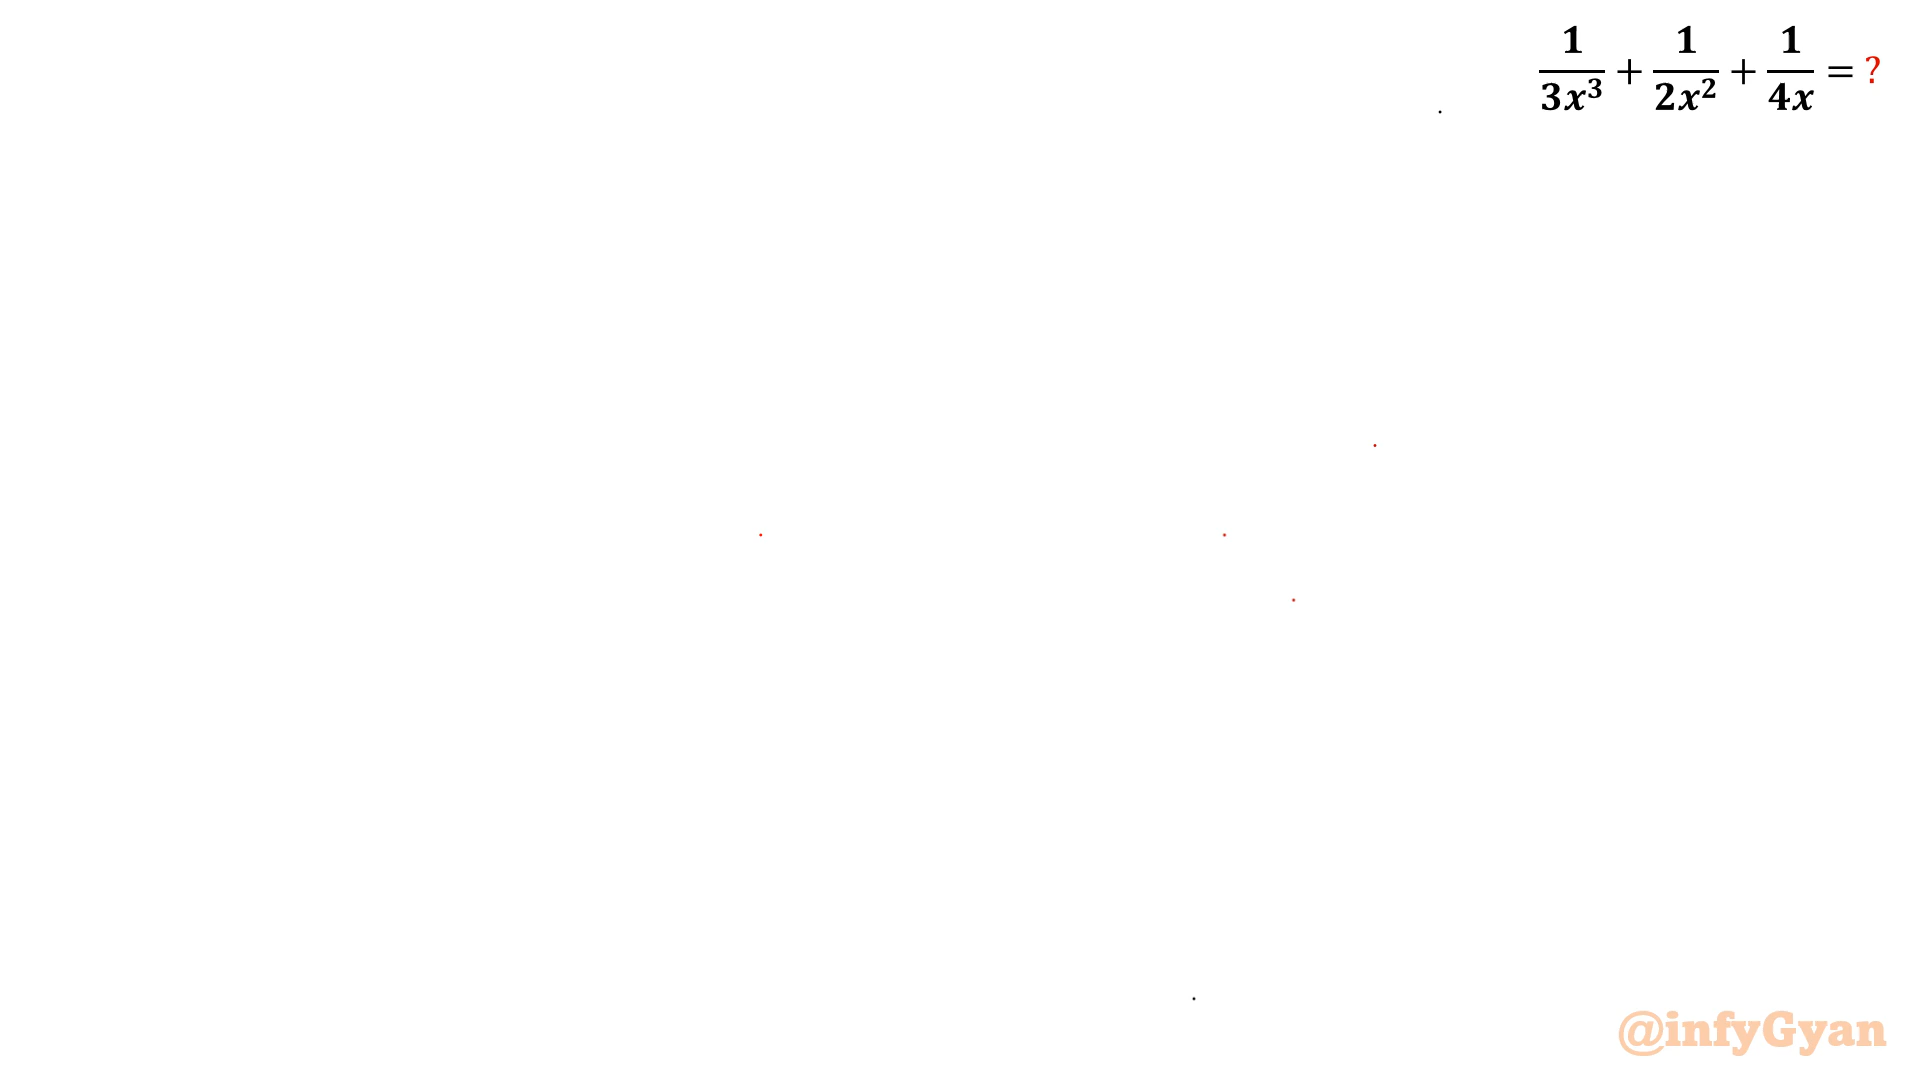 1/(3x³) + 1/(2x²) + 1/(4x) = ?
@infyGyan